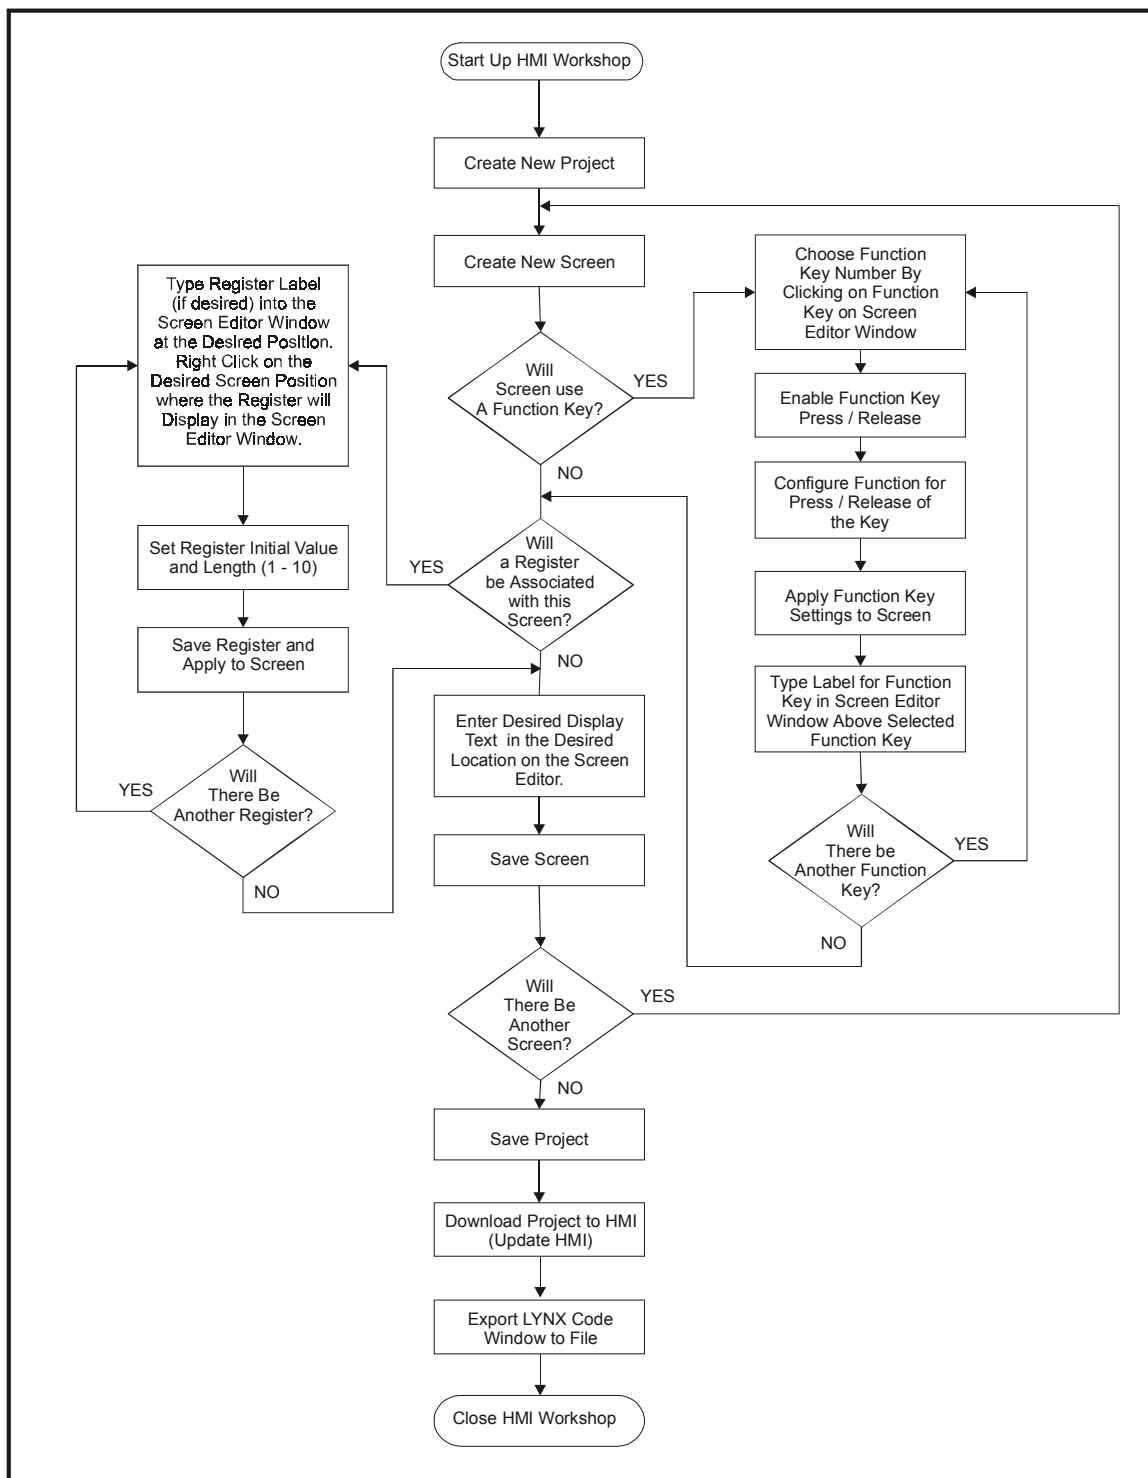 Start Up HMI Workshop
Create New Project
Create New Screen
Will
Screen use
A Function Key?
YES
NO
Choose Function
Key Number By
Clicking on Function
Key on Screen
Editor Window
Enable Function Key
Press / Release
Configure Function for
Press / Release of
the Key
Apply Function Key
Settings to Screen
Type Label for Function
Key in Screen Editor
Window Above Selected
Function Key
Will
There be
Another Function
Key?
YES
NO
Will
a Register
be Associated
with this
Screen?
YES
NO
Type Register Label
(if desired) into the
Screen Editor Window
at the Desired Position.
Right Click on the
Desired Screen Position
where the Register will
Display in the Screen
Editor Window.
Set Register Initial Value
and Length (1 - 10)
Save Register and
Apply to Screen
Will
There Be
Another Register?
YES
NO
Enter Desired Display
Text in the Desired
Location on the Screen
Editor.
Save Screen
Will
There Be
Another
Screen?
YES
NO
Save Project
Download Project to HMI
(Update HMI)
Export LYNX Code
Window to File
Close HMI Workshop